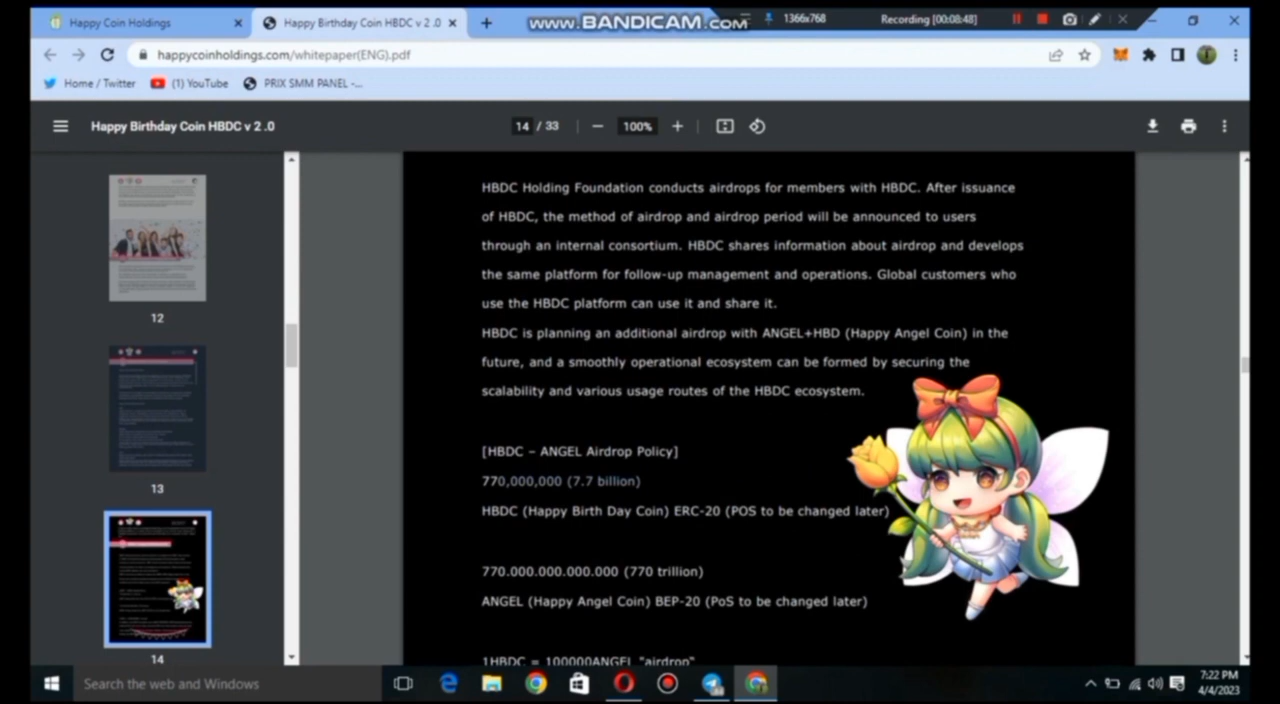 Happy Coin Holdings
Happy Birthday Coin HBDC v 2 .0
www.BANDICAM.com
1366x768
Recording [00:08:48]
happycoinholdings.com/whitepaper(ENG).pdf
Home / Twitter
(1) YouTube
PRIX SMM PANEL -...
Happy Birthday Coin HBDC v 2 .0
14 / 33
100%
12
13
14
HBDC Holding Foundation conducts airdrops for members with HBDC. After issuance
of HBDC, the method of airdrop and airdrop period will be announced to users
through an internal consortium. HBDC shares information about airdrop and develops
the same platform for follow-up management and operations. Global customers who
use the HBDC platform can use it and share it.
HBDC is planning an additional airdrop with ANGEL+HBD (Happy Angel Coin) in the
future, and a smoothly operational ecosystem can be formed by securing the
scalability and various usage routes of the HBDC ecosystem.
[HBDC – ANGEL Airdrop Policy]
770,000,000 (7.7 billion)
HBDC (Happy Birth Day Coin) ERC-20 (POS to be changed later)
770.000.000.000.000 (770 trillion)
ANGEL (Happy Angel Coin) BEP-20 (PoS to be changed later)
1HBDC = 100000ANGEL "airdrop"
Search the web and Windows
7:22 PM
4/4/2023